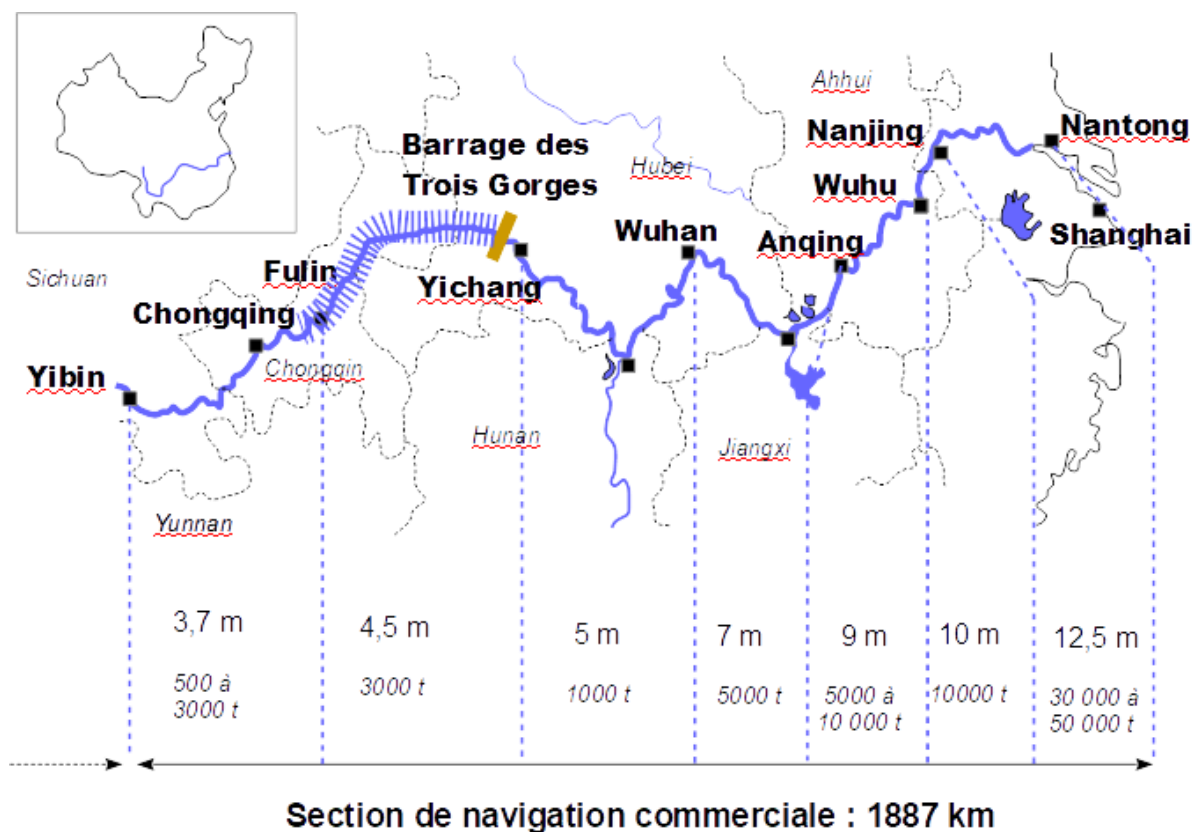 Ahhui
Nanjing
Nantong
Barrage des
Trois Gorges
Hubei
Wuhu
Wuhan
Shanghai
Anqing
Sichuan
Fulin
Yichang
Chongqing
Chongqin
Yibin
Hunan
Jiangxi
Yunnan
3,7 m
4,5 m
5 m
7 m
9 m
10 m
12,5 m
500 à
3000 t
3000 t
1000 t
5000 t
5000 à
10 000 t
10000 t
30 000 à
50 000 t
Section de navigation commerciale : 1887 km